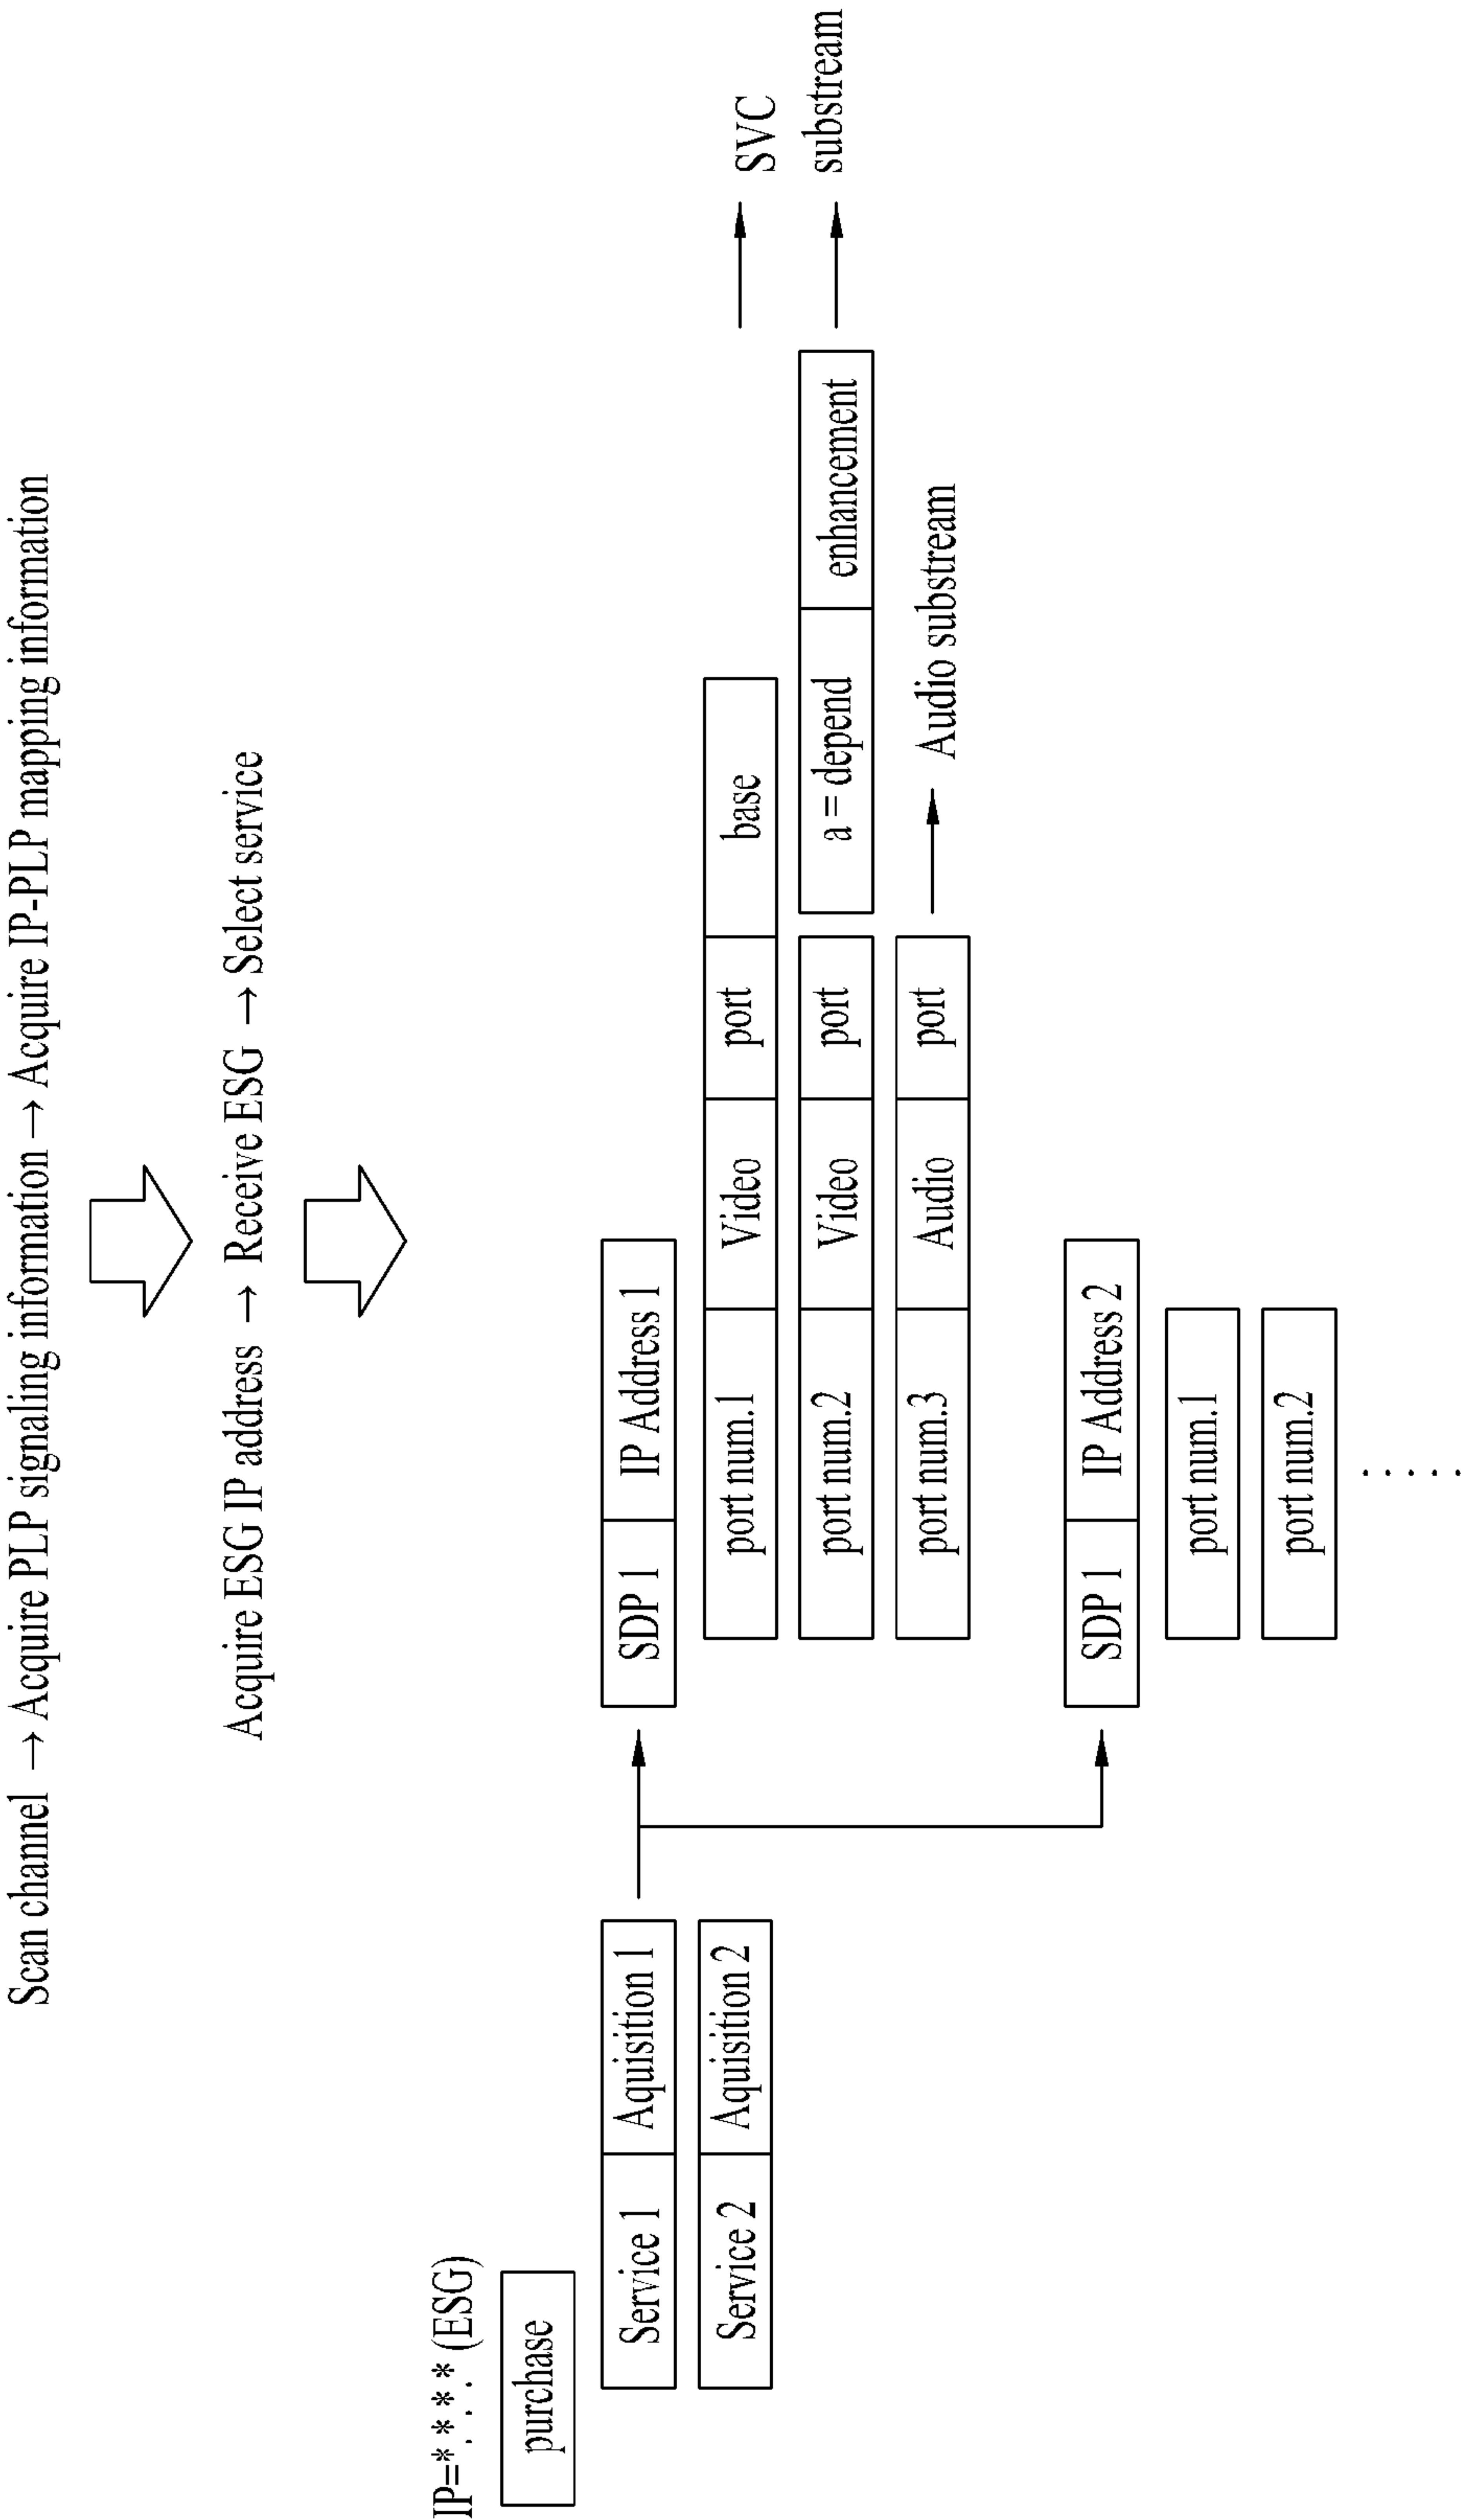 Scan channel → Acquire PLP signaling information → Acquire IP-PLP mapping information
Acquire ESG IP address → Receive ESG → Select service
IP=*.*.*.* (ESG)
purchase
Service 1 Aquisition 1
Service 2 Aquisition 2
SDP 1 IP Address 1
port num.1 Video port base
SVC
port num.2 Video port a = depend enhancement
substream
port num.3 Audio port
Audio substream
SDP 1 IP Address 2
port num.1
port num.2
.....